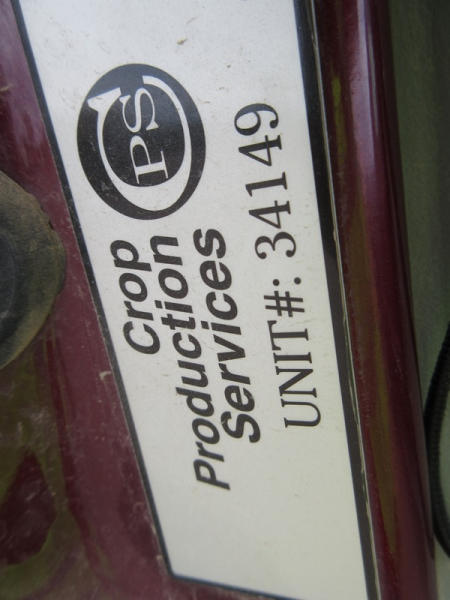 CPS
Crop
Production
Services
UNIT#: 34149